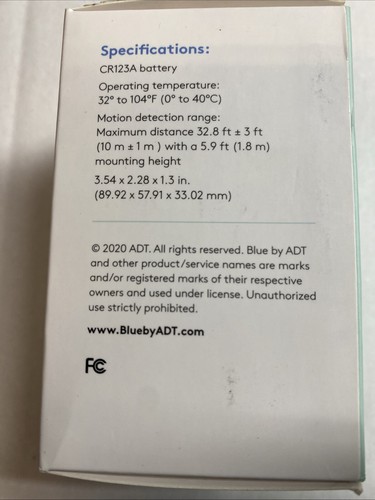 Specifications:
CR123A battery
Operating temperature:
32° to 104°F (0° to 40°C)
Motion detection range:
Maximum distance 32.8 ft ± 3 ft
(10 m ± 1 m ) with a 5.9 ft (1.8 m)
mounting height
3.54 x 2.28 x 1.3 in.
(89.92 x 57.91 x 33.02 mm)
© 2020 ADT. All rights reserved. Blue by ADT
and other product/service names are marks
and/or registered marks of their respective
owners and used under license. Unauthorized
use strictly prohibited.
www.BluebyADT.com
FC